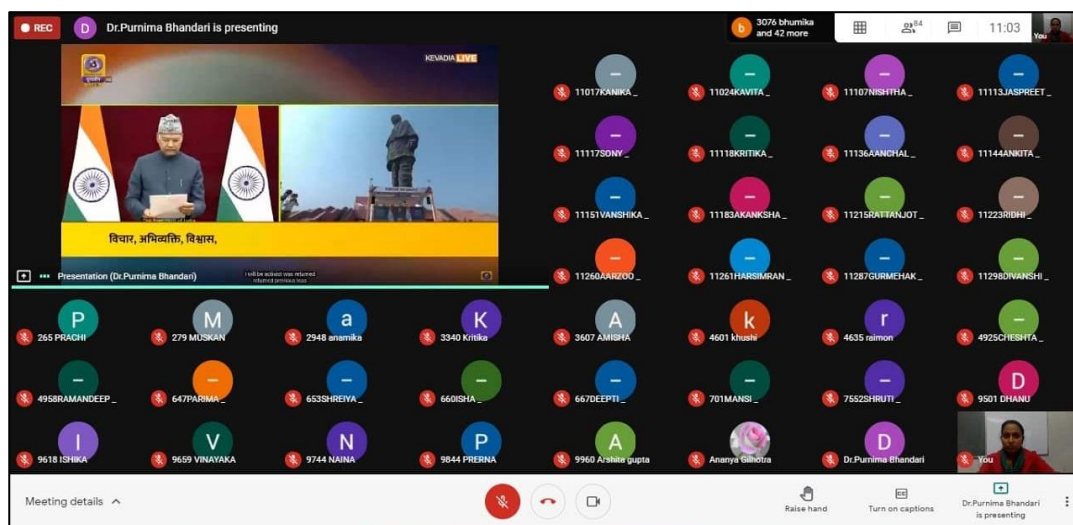 REC
D
Dr.Purnima Bhandari is presenting
b
3076 bhumika
and 42 more
84
11:03
You
KEVADIA LIVE
विचार, अभिव्यक्ति, विश्वास,
Presentation (Dr.Purnima Bhandari)
11017KANIKA _
11024KAVITA _
11107NISHTHA _
11113JASPREET _
11117SONY _
11118KRITIKA _
11136AANCHAL _
11144ANKITA _
11151VANSHIKA _
11183AKANKSHA _
11215RATTANJOT _
11223RIDHI _
11260AARZOO _
11261HARSIMRAN _
11287GURMEHAK _
11298DIVANSHI _
P
265 PRACHI
M
279 MUSKAN
a
2948 anamika
K
3340 Kritika
A
3607 AMISHA
k
4601 khushi
r
4635 raimon
4925CHESHTA _
4958RAMANDEEP _
647PARIMA _
653SHREIYA _
660ISHA _
667DEEPTI _
701MANSI _
7552SHRUTI _
D
9501 DHANU
I
9618 ISHIKA
V
9659 VINAYAKA
N
9744 NAINA
P
9844 PRERNA
A
9960 Arshita gupta
Ananya Gilhotra
D
Dr.Purnima Bhandari
You
Meeting details
Raise hand
CC
Turn on captions
Dr.Purnima Bhandari
is presenting